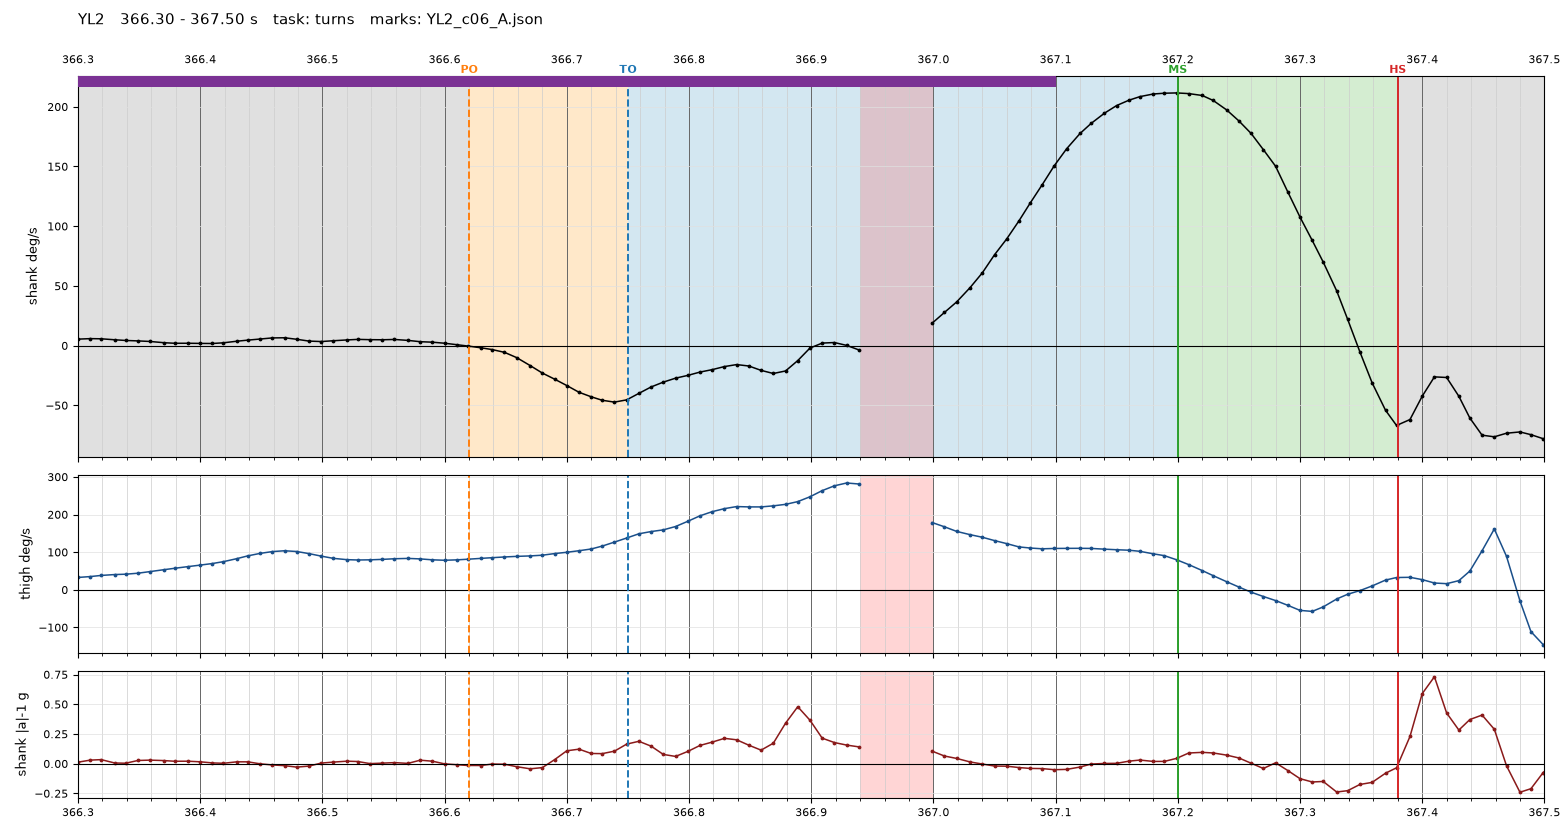 YL2   366.30 - 367.50 s   task: turns   marks: YL2_c06_A.json
366.3 366.4 366.5 366.6 366.7 366.8 366.9 367.0 367.1 367.2 367.3 367.4 367.5
PO TO MS HS
shank deg/s
200
150
100
50
0
−50
thigh deg/s
300
200
100
0
−100
shank |a|-1 g
0.75
0.50
0.25
0.00
−0.25
366.3 366.4 366.5 366.6 366.7 366.8 366.9 367.0 367.1 367.2 367.3 367.4 367.5